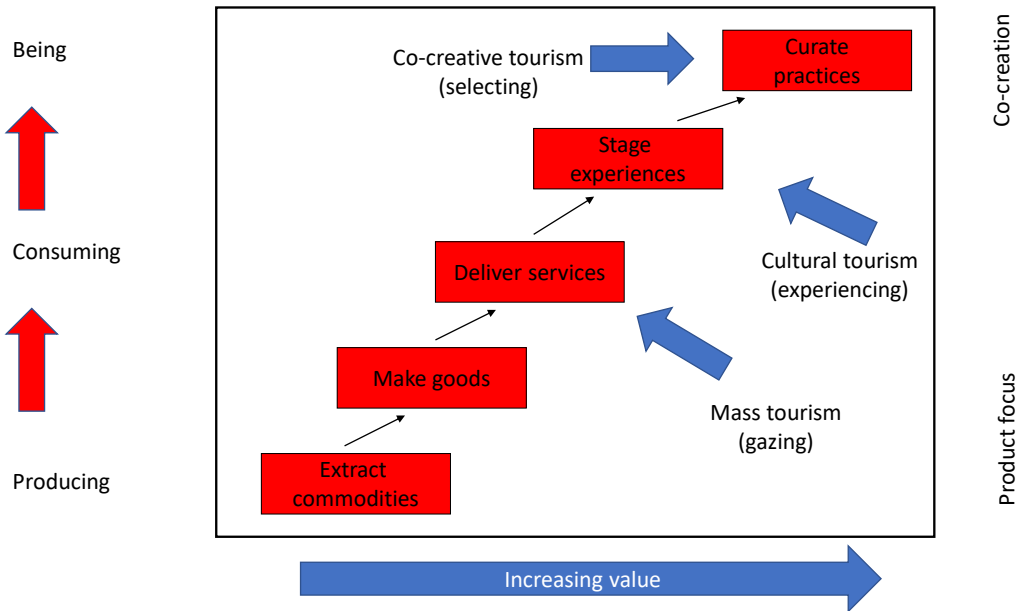 Being
Co-creative tourism
(selecting)
Curate
practices
Co-creation
Stage
experiences
Consuming
Deliver services
Cultural tourism
(experiencing)
Make goods
Mass tourism
(gazing)
Product focus
Producing
Extract
commodities
Increasing value